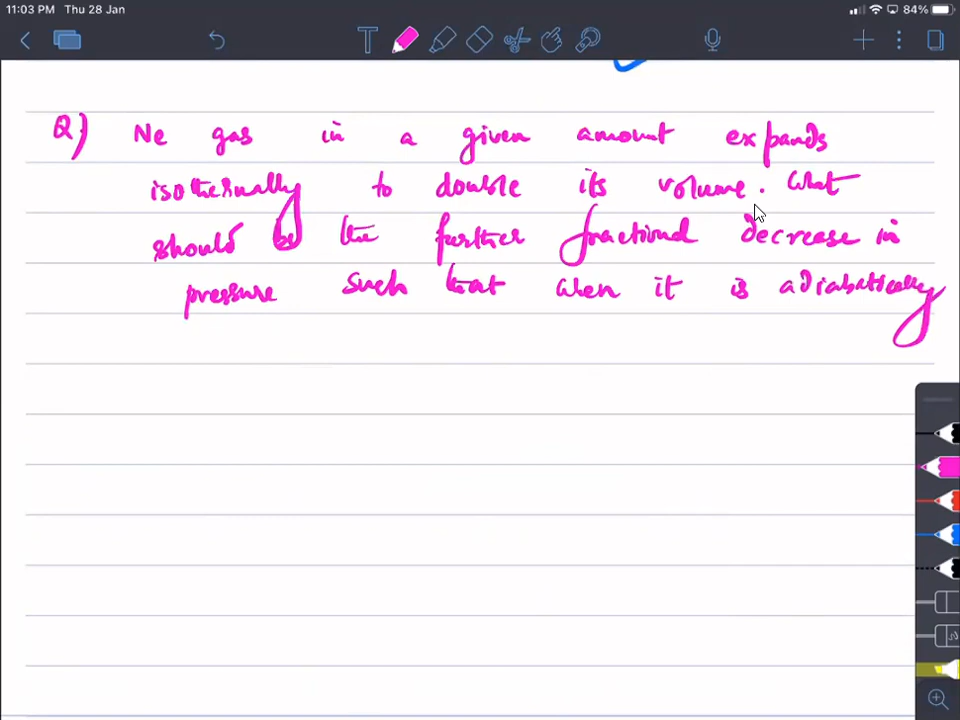 11:03 PM Thu 28 Jan 84%
Q) Ne gas in a given amount expands
isothermally to double its volume. What
should be the further fractional decrease in
pressure such that when it is adiabatically